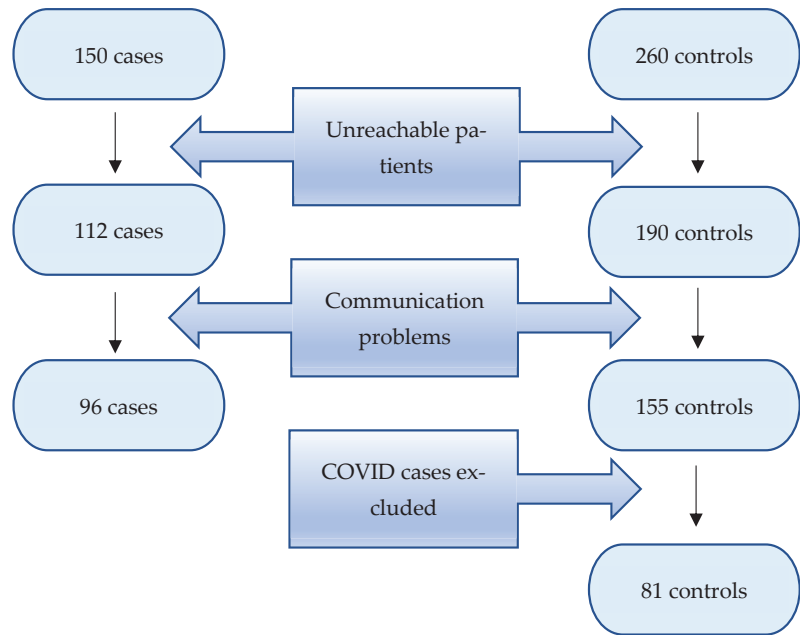 150 cases
260 controls
Unreachable pa-
tients
112 cases
190 controls
Communication
problems
96 cases
155 controls
COVID cases ex-
cluded
81 controls